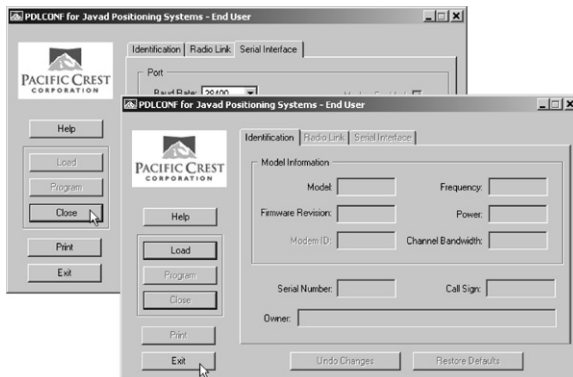 PDLCONF for Javad Positioning Systems - End User
Identification Radio Link Serial Interface
Port
PACIFIC CREST
CORPORATION
Baud Rate: 38400
Help
Load
Program
Close
Print
Exit
PDLCONF for Javad Positioning Systems - End User
Identification Radio Link Serial Interface
PACIFIC CREST
CORPORATION
Model Information
Model: Frequency:
Firmware Revision: Power:
Modem ID: Channel Bandwidth:
Help
Load
Program
Close
Print
Exit
Serial Number: Call Sign:
Owner:
Undo Changes Restore Defaults